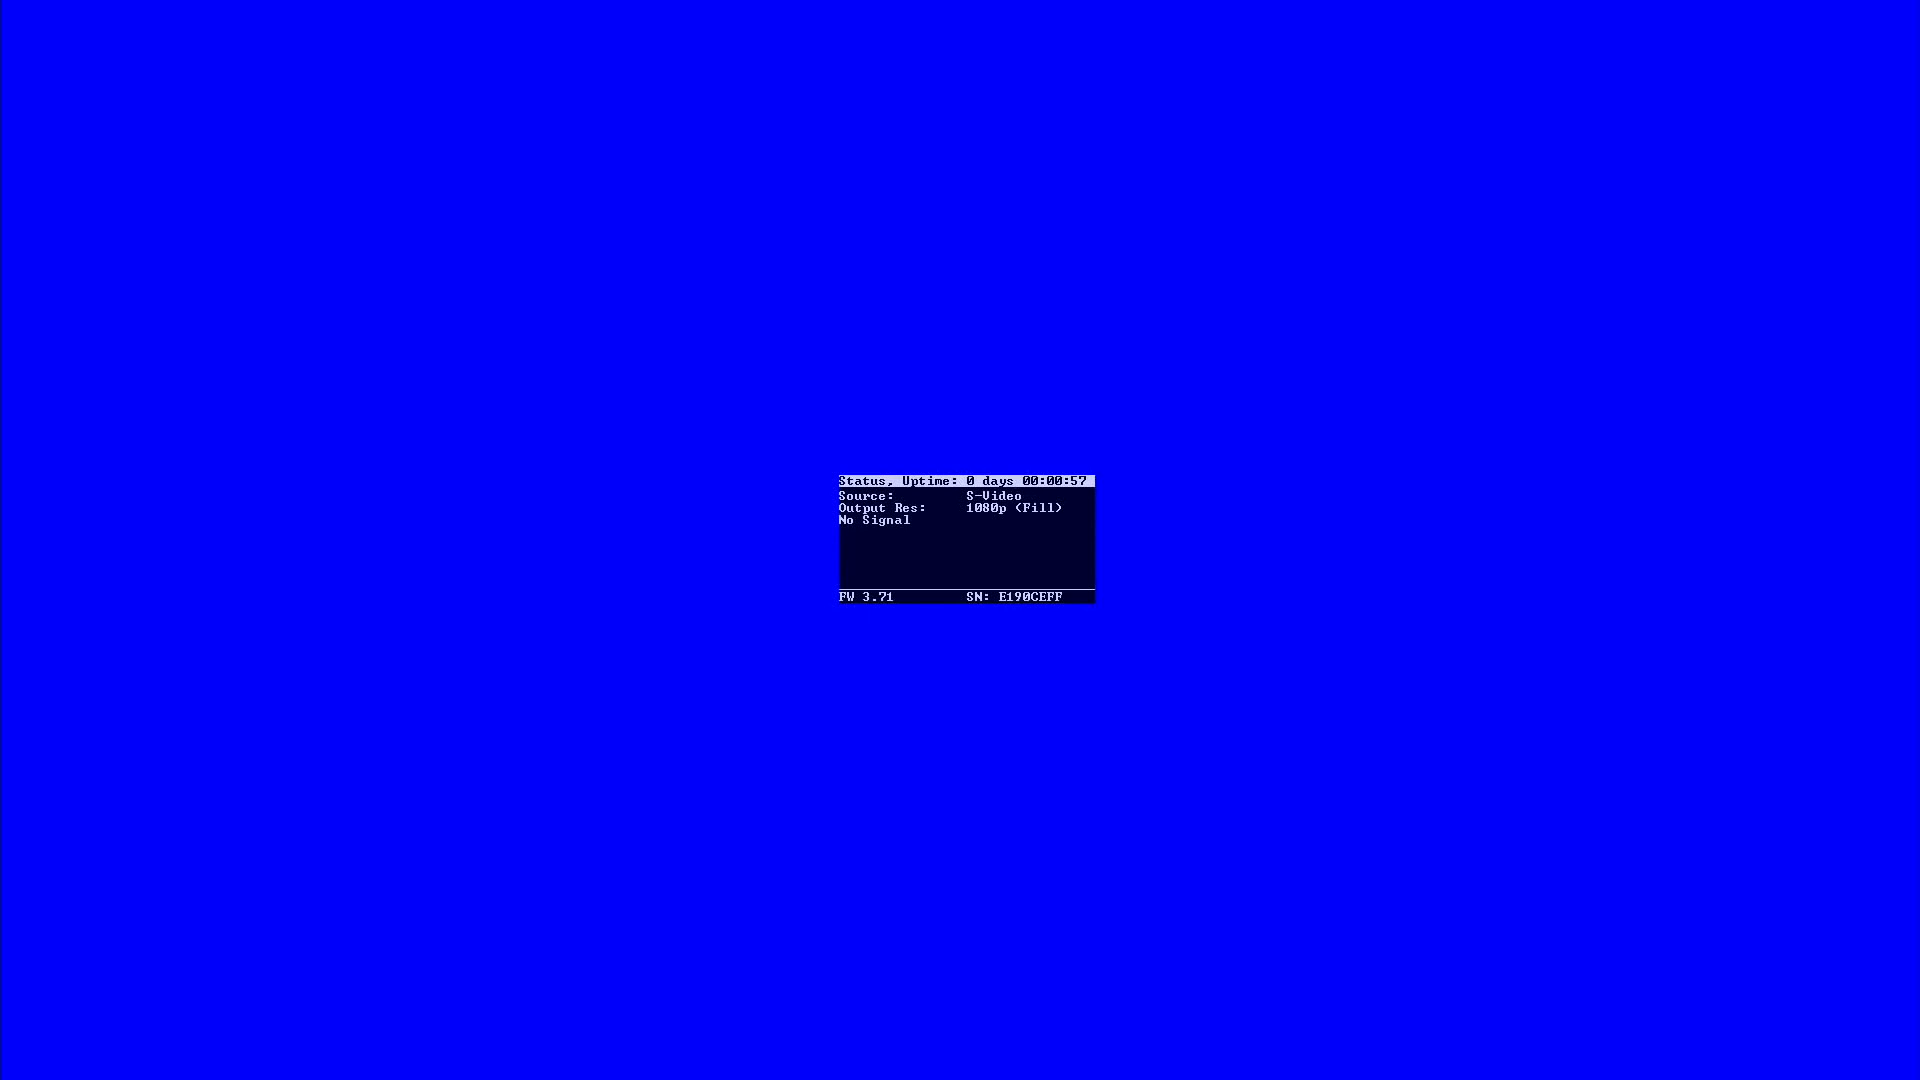 Status, Uptime: 0 days 00:00:57
Source: S-Video
Output Res: 1080p (Fill)
No Signal
FW 3.71 SN: E190CEFF